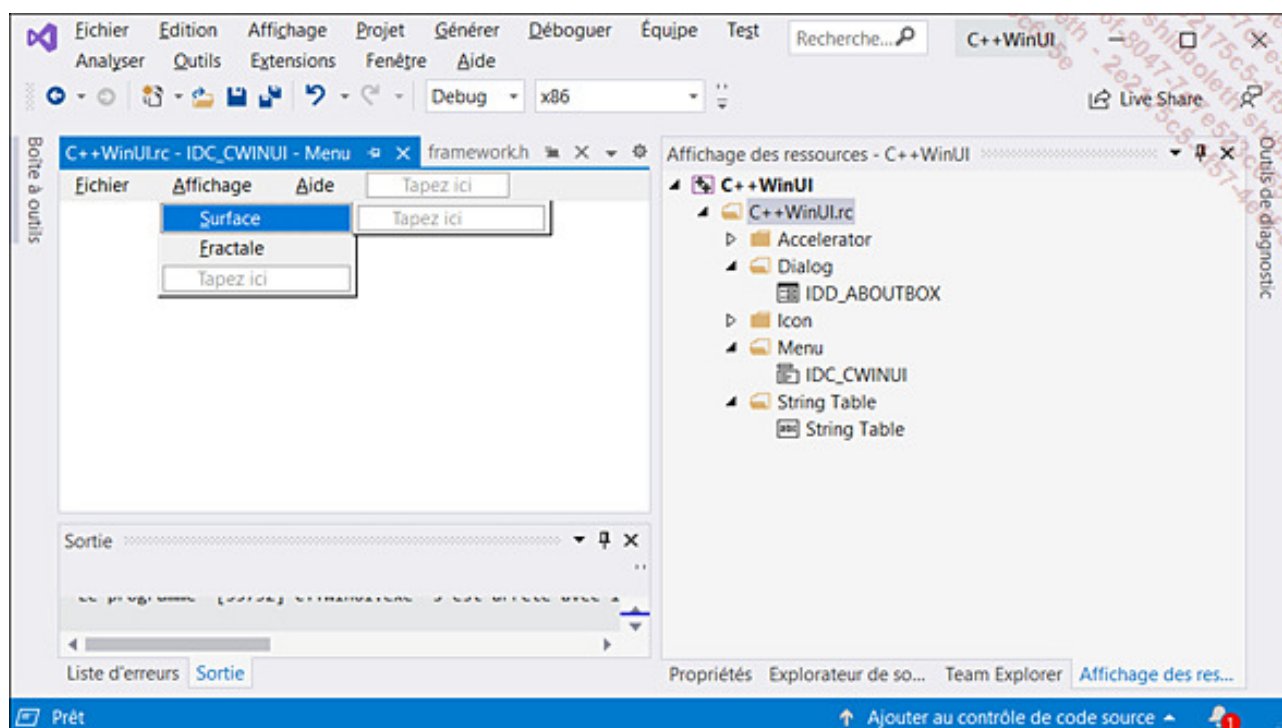 Fichier Edition Affichage Projet Générer Déboguer Équipe Test Recherche... C++WinUI
Analyser Outils Extensions Fenêtre Aide
Debug x86 Live Share
Boîte à outils
C++WinUI.rc - IDC_CWINUI - Menu framework.h
Fichier Affichage Aide Tapez ici
Surface Tapez ici
Fractale
Tapez ici
Sortie
Liste d'erreurs Sortie
Affichage des ressources - C++WinUI
C++WinUI
C++WinUI.rc
Accelerator
Dialog
IDD_ABOUTBOX
Icon
Menu
IDC_CWINUI
String Table
abc String Table
Propriétés Explorateur de so... Team Explorer Affichage des res...
Outils de diagnostic
Prêt Ajouter au contrôle de code source 1